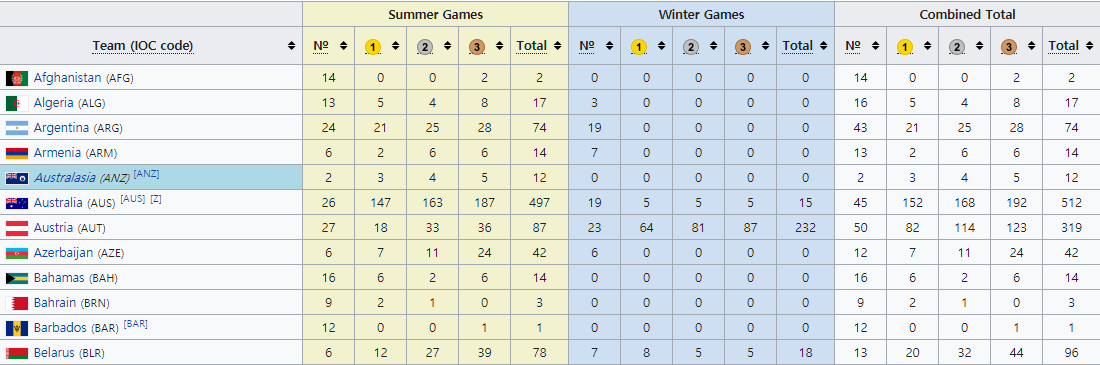 Summer Games Winter Games Combined Total
Team (IOC code) Nº 1 2 3 Total Nº 1 2 3 Total Nº 1 2 3 Total
Afghanistan (AFG) 14 0 0 2 2 0 0 0 0 0 14 0 0 2 2
Algeria (ALG) 13 5 4 8 17 3 0 0 0 0 16 5 4 8 17
Argentina (ARG) 24 21 25 28 74 19 0 0 0 0 43 21 25 28 74
Armenia (ARM) 6 2 6 6 14 7 0 0 0 0 13 2 6 6 14
Australasia (ANZ) [ANZ] 2 3 4 5 12 0 0 0 0 0 2 3 4 5 12
Australia (AUS) [AUS] [Z] 26 147 163 187 497 19 5 5 5 15 45 152 168 192 512
Austria (AUT) 27 18 33 36 87 23 64 81 87 232 50 82 114 123 319
Azerbaijan (AZE) 6 7 11 24 42 6 0 0 0 0 12 7 11 24 42
Bahamas (BAH) 16 6 2 6 14 0 0 0 0 0 16 6 2 6 14
Bahrain (BRN) 9 2 1 0 3 0 0 0 0 0 9 2 1 0 3
Barbados (BAR) [BAR] 12 0 0 1 1 0 0 0 0 0 12 0 0 1 1
Belarus (BLR) 6 12 27 39 78 7 8 5 5 18 13 20 32 44 96